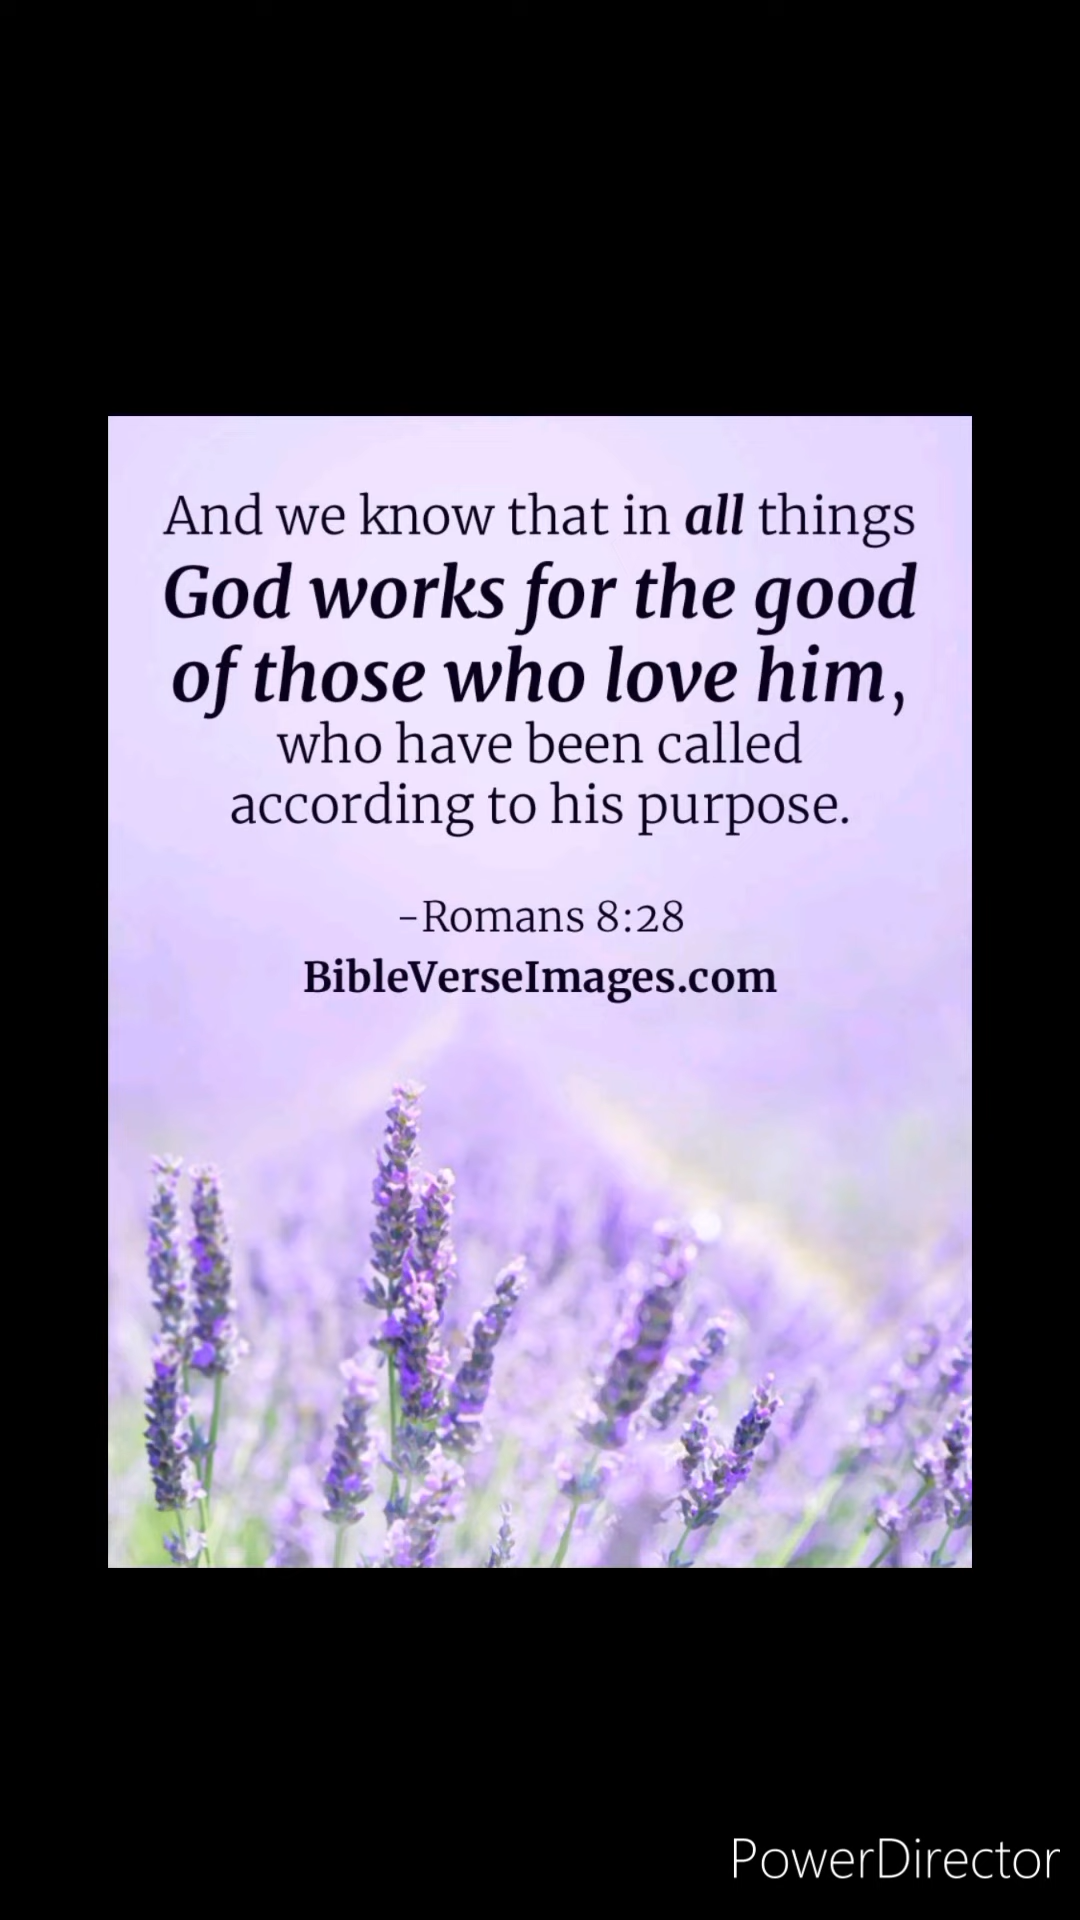 And we know that in all things
God works for the good
of those who love him,
who have been called
according to his purpose.
-Romans 8:28
BibleVerseImages.com
PowerDirector